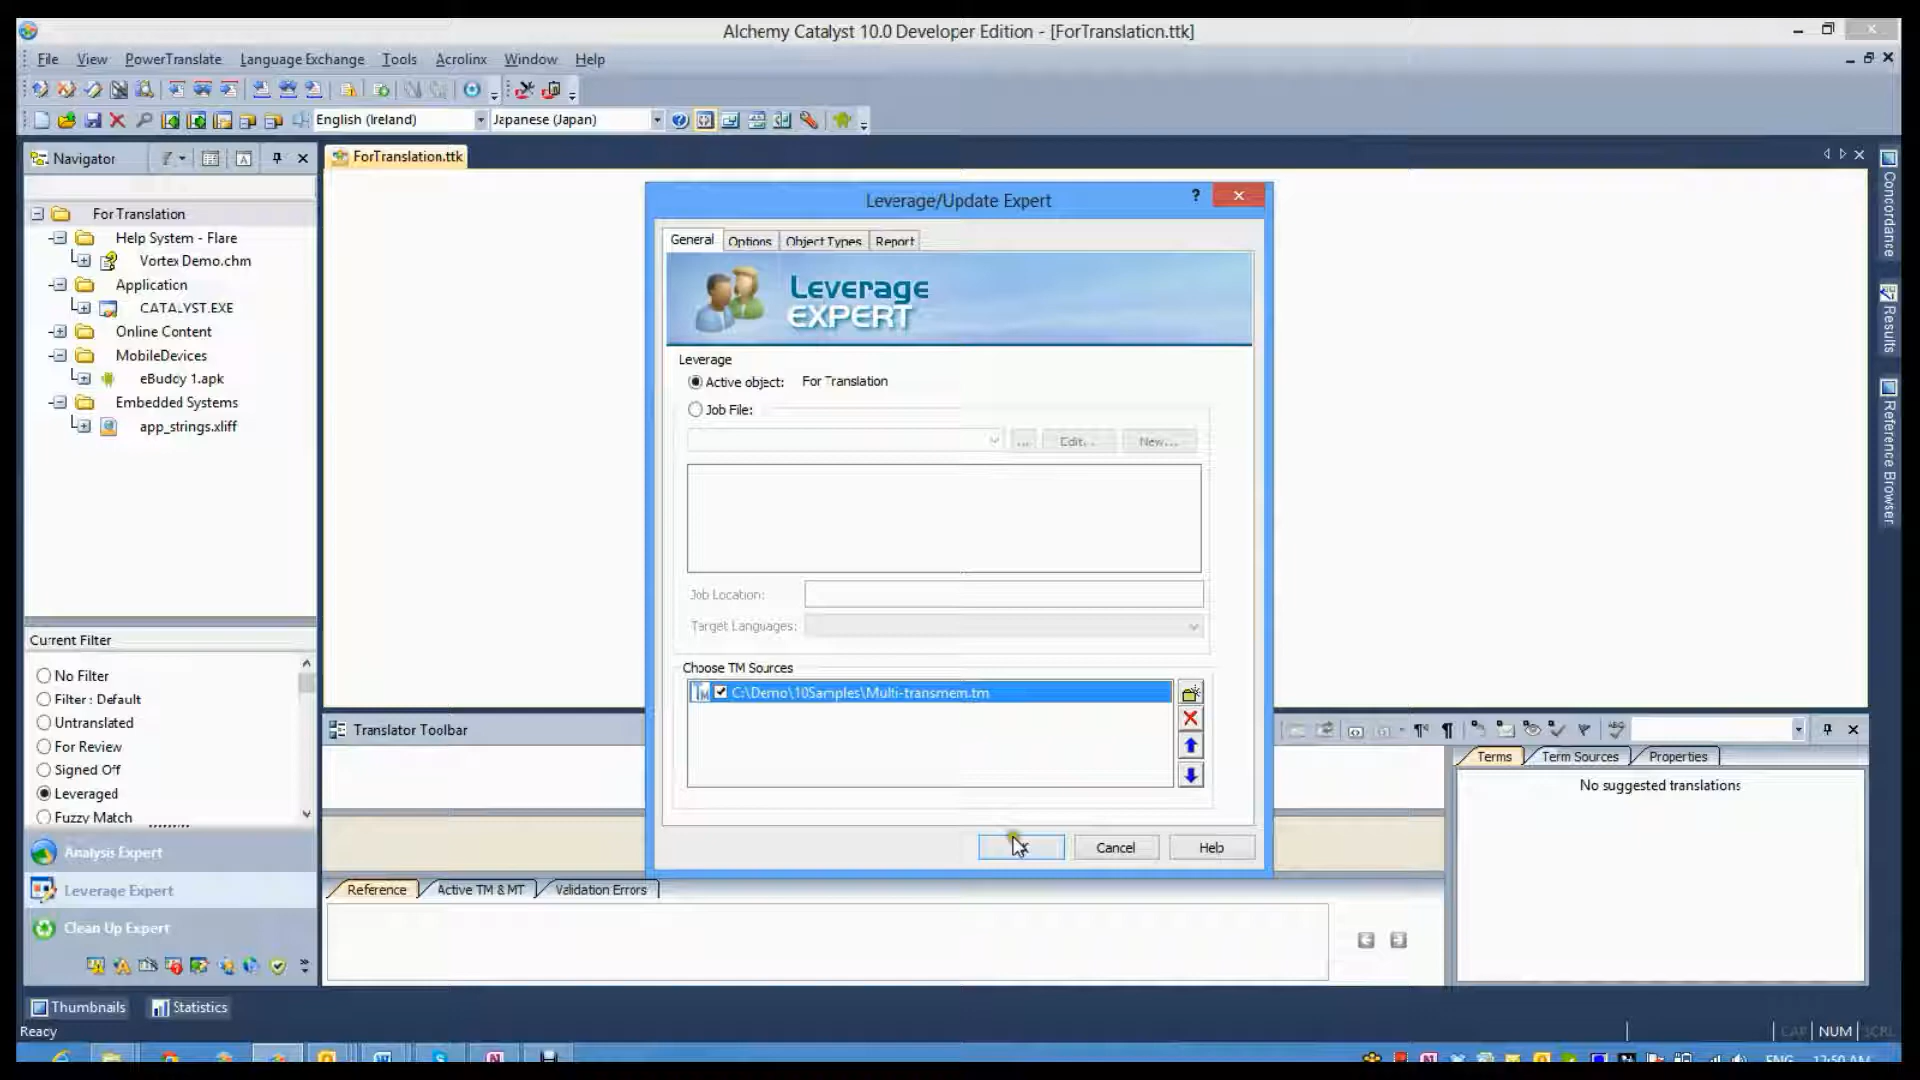 Alchemy Catalyst 10.0 Developer Edition - [ForTranslation.ttk]
File View PowerTranslate Language Exchange Tools Acrolinx Window Help
English (Ireland) Japanese (Japan)
Navigator
ForTranslation.ttk
For Translation
Help System - Flare
Vortex Demo.chm
Application
CATALYST.EXE
Online Content
MobileDevices
eBuddy 1.apk
Embedded Systems
app_strings.xliff
Current Filter
No Filter
Filter : Default
Untranslated
For Review
Signed Off
Leveraged
Fuzzy Match
Analysis Expert
Leverage Expert
Clean Up Expert
Thumbnails Statistics
Ready
Leverage/Update Expert
General Options Object Types Report
Leverage
EXPERT
Leverage
Active object: For Translation
Job File:
... Edit... New...
Job Location:
Target Languages:
Choose TM Sources
C:\Demo\10Samples\Multi-transmem.tm
Cancel Help
Translator Toolbar
Reference Active TM & MT Validation Errors
Terms Term Sources Properties
No suggested translations
Concordance
Results
Reference Browser
CAP NUM SCRL
ENG 12:50 AM